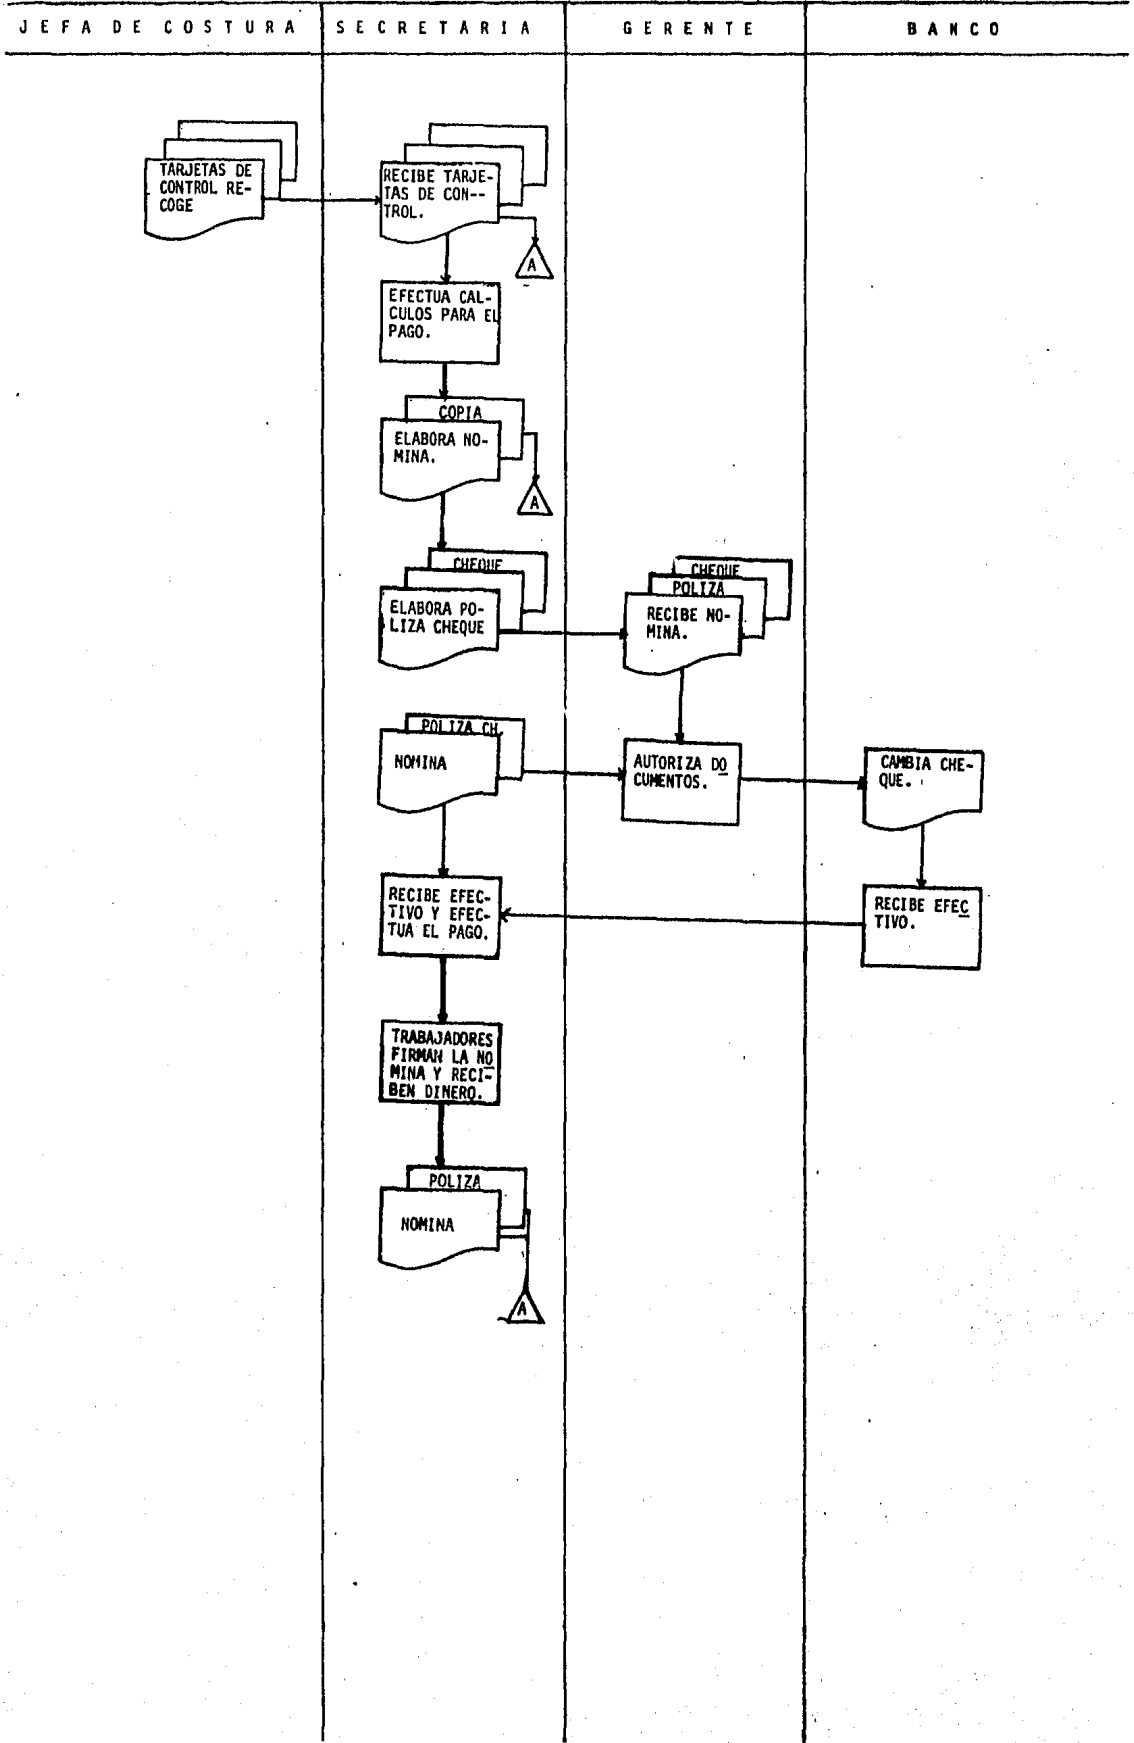 JEFA DE COSTURA
SECRETARIA
GERENTE
BANCO
TARJETAS DE
CONTROL RE-
COGE
RECIBE TARJE-
TAS DE CON--
TROL.
A
EFECTUA CAL-
CULOS PARA EL
PAGO.
COPIA
ELABORA NO-
MINA.
A
CHEQUE
ELABORA PO-
LIZA CHEQUE
CHEQUE
POLIZA
RECIBE NO-
MINA.
POLIZA CH.
NOMINA
AUTORIZA DO
CUMENTOS.
CAMBIA CHE-
QUE.
RECIBE EFEC-
TIVO Y EFEC-
TUA EL PAGO.
RECIBE EFEC
TIVO.
TRABAJADORES
FIRMAN LA NO
MINA Y RECI-
BEN DINERO.
POLIZA
NOMINA
A